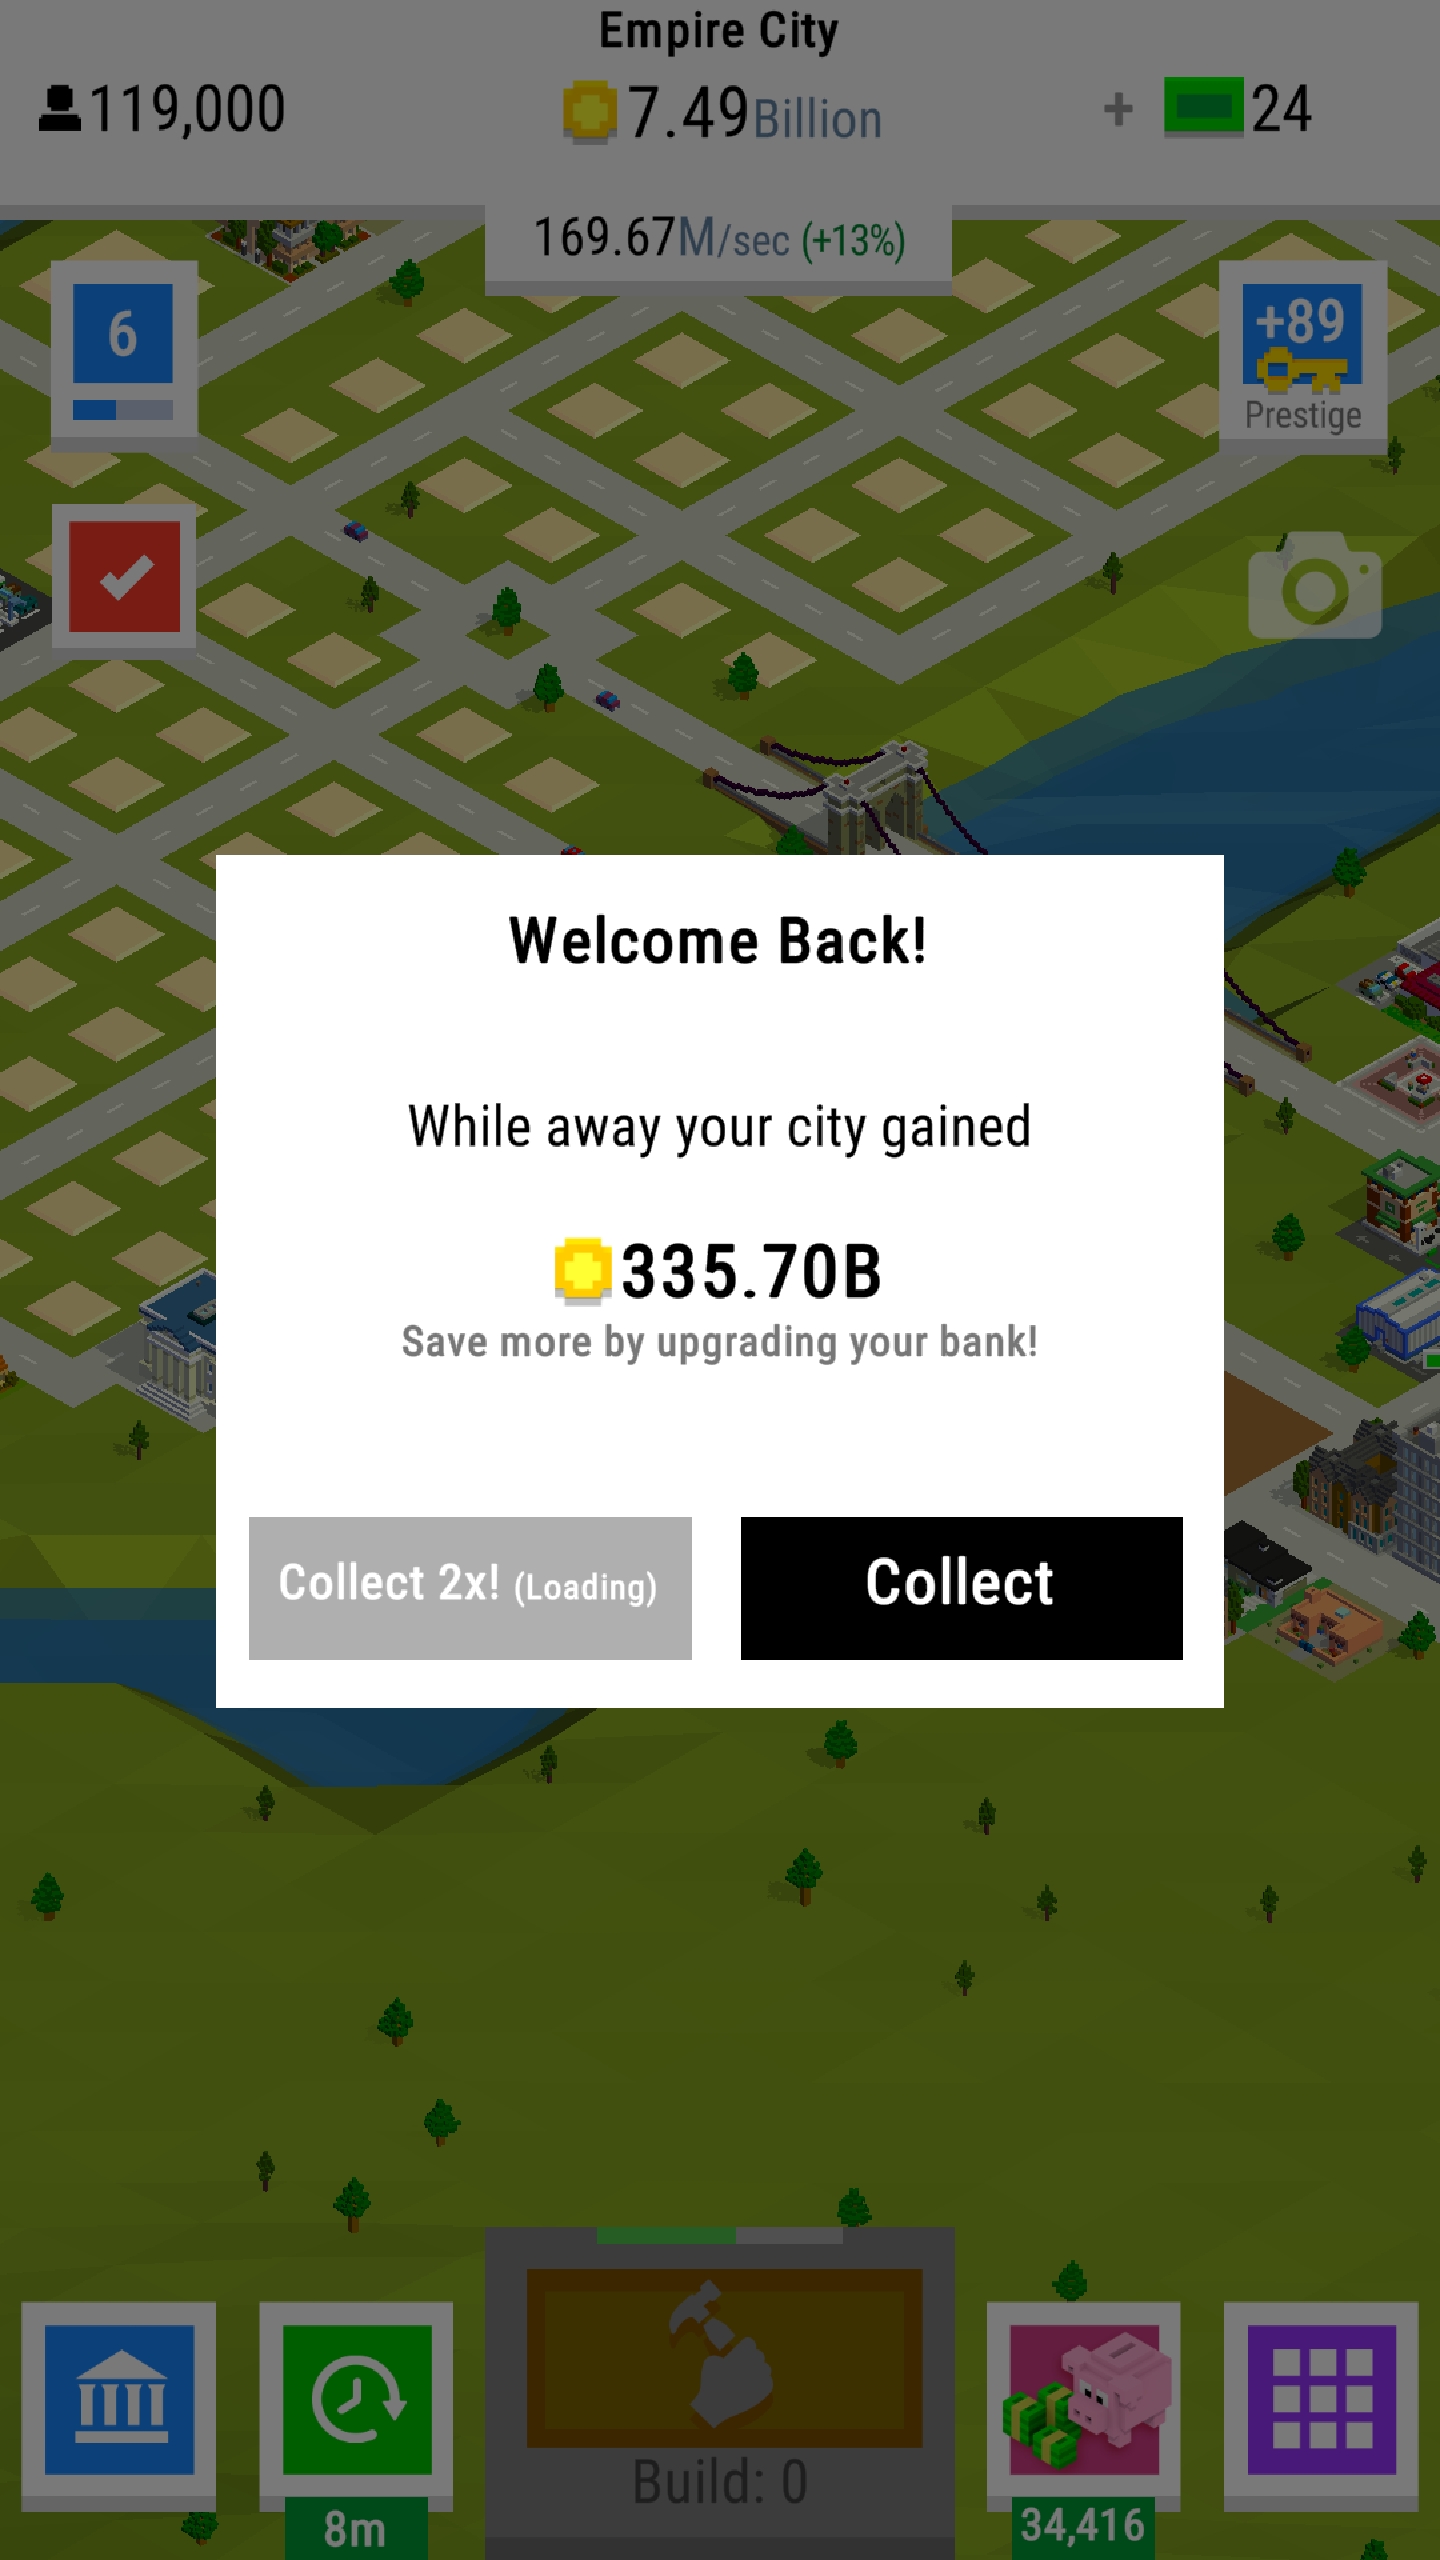 Empire City
119,000
7.49Billion
+ 24
169.67M/sec (+13%)
6
+89
Prestige
Welcome Back!
While away your city gained
335.70B
Save more by upgrading your bank!
Collect 2x! (Loading)
Collect
Build: 0
8m
34,416